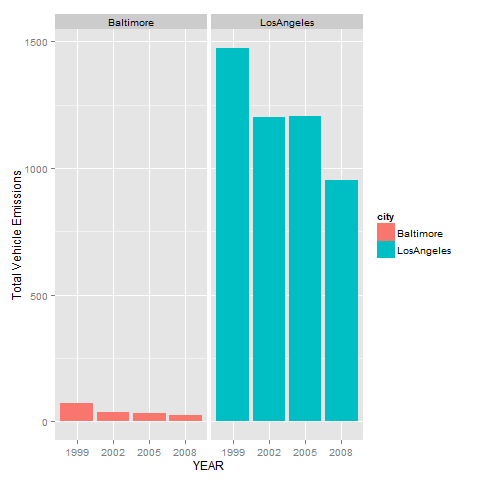 Baltimore LosAngeles
1500
1000
500
0
Total Vehicle Emissions
1999 2002 2005 2008 1999 2002 2005 2008
YEAR
city
Baltimore
LosAngeles